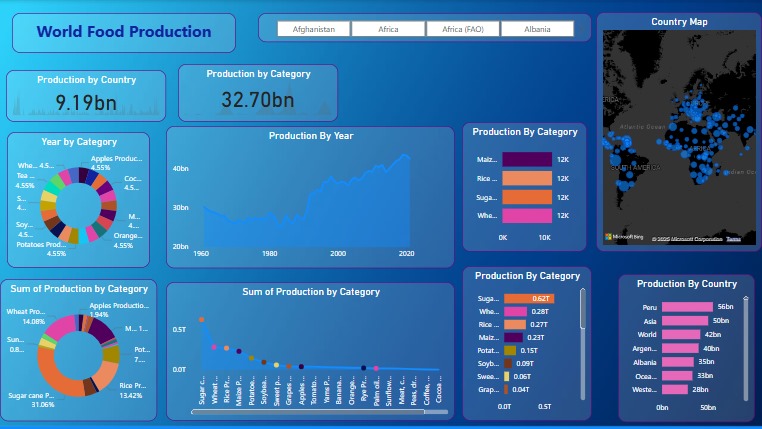 World Food Production
Afghanistan
Africa
Africa (FAO)
Albania
Country Map
Production by Country
9.19bn
Production by Category
32.70bn
Year by Category
Whe... 4.5...
Tea ...
4.55%
S...
4....
Soy...
4.5...
Potatoes Prod...
4.55%
Apples Produc...
4.55%
Coc...
4.5...
M...
4....
Orange...
4.55%
Production By Year
40bn
30bn
20bn
1960
1980
2000
2020
Production By Category
Maiz... 12K
Rice ... 12K
Suga... 12K
Whe... 12K
0K
10K
Atlantic Ocean
AFRICA
SOUTH AMERICA
Microsoft Bing
© 2025 Microsoft Corporation Terms
Sum of Production by Category
Wheat Pro...
14.08%
Sun...
0.8...
Sugar cane P...
31.06%
Apples Productio...
1.94%
M... 1...
Pot...
7....
Rice Pr...
13.42%
Sum of Production by Category
0.5T
0.0T
Sugar c...
Wheat ...
Rice Pr...
Maize P...
Potatoe...
Soybea...
Sweet p...
Grapes ...
Apples ...
Tomato...
Yams P...
Banana...
Orange...
Rye Pr...
Palm oil...
Sunflow...
Meat, c...
Peas, dr...
Coffee, ...
Cocoa ...
Production By Category
Suga... 0.62T
Whe... 0.28T
Rice ... 0.27T
Maiz... 0.23T
Potat... 0.15T
Soyb... 0.09T
Swee... 0.06T
Grap... 0.04T
0.0T
0.5T
Production By Country
Peru 56bn
Asia 50bn
World 42bn
Argen... 40bn
Albania 35bn
Ocea... 33bn
Weste... 28bn
0bn
50bn